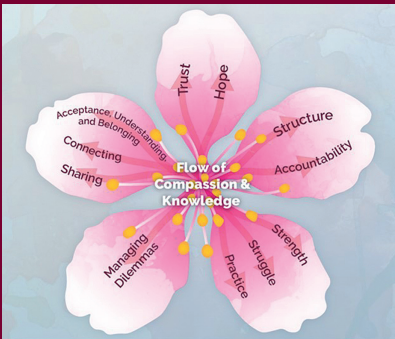 Trust
Hope
Structure
Accountability
Strength
Struggle
Practice
Managing
Dilemmas
Sharing
Connecting
Acceptance, Understanding,
and Belonging
Flow of
Compassion &
Knowledge